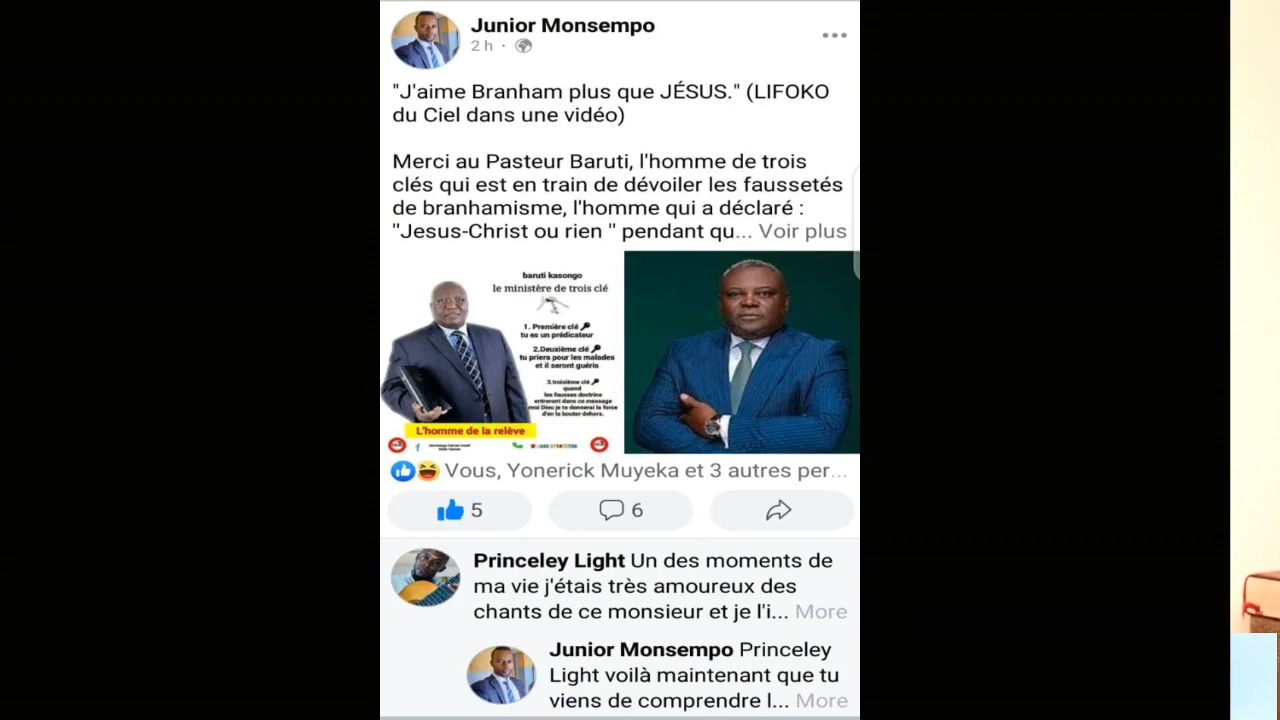 Junior Monsempo
2 h ·
"J'aime Branham plus que JÉSUS." (LIFOKO
du Ciel dans une vidéo)
Merci au Pasteur Baruti, l'homme de trois
clés qui est en train de dévoiler les faussetés
de branhamisme, l'homme qui a déclaré :
"Jesus-Christ ou rien " pendant qu... Voir plus
baruti kasongo
le ministère de trois clé
1. Première clé
tu es un prédicateur
2.Deuxième clé
tu priera pour les malades
et il seront guéris
3.troisième clé
quand
les fausses doctrine
entreront dans ce message
moi Dieu je te donnerai la force
d'en la bouter dehors.
L'homme de la relève
Vous, Yonerick Muyeka et 3 autres per...
5
6
Princeley Light Un des moments de
ma vie j'étais très amoureux des
chants de ce monsieur et je l'i... More
Junior Monsempo Princeley
Light voilà maintenant que tu
viens de comprendre l... More